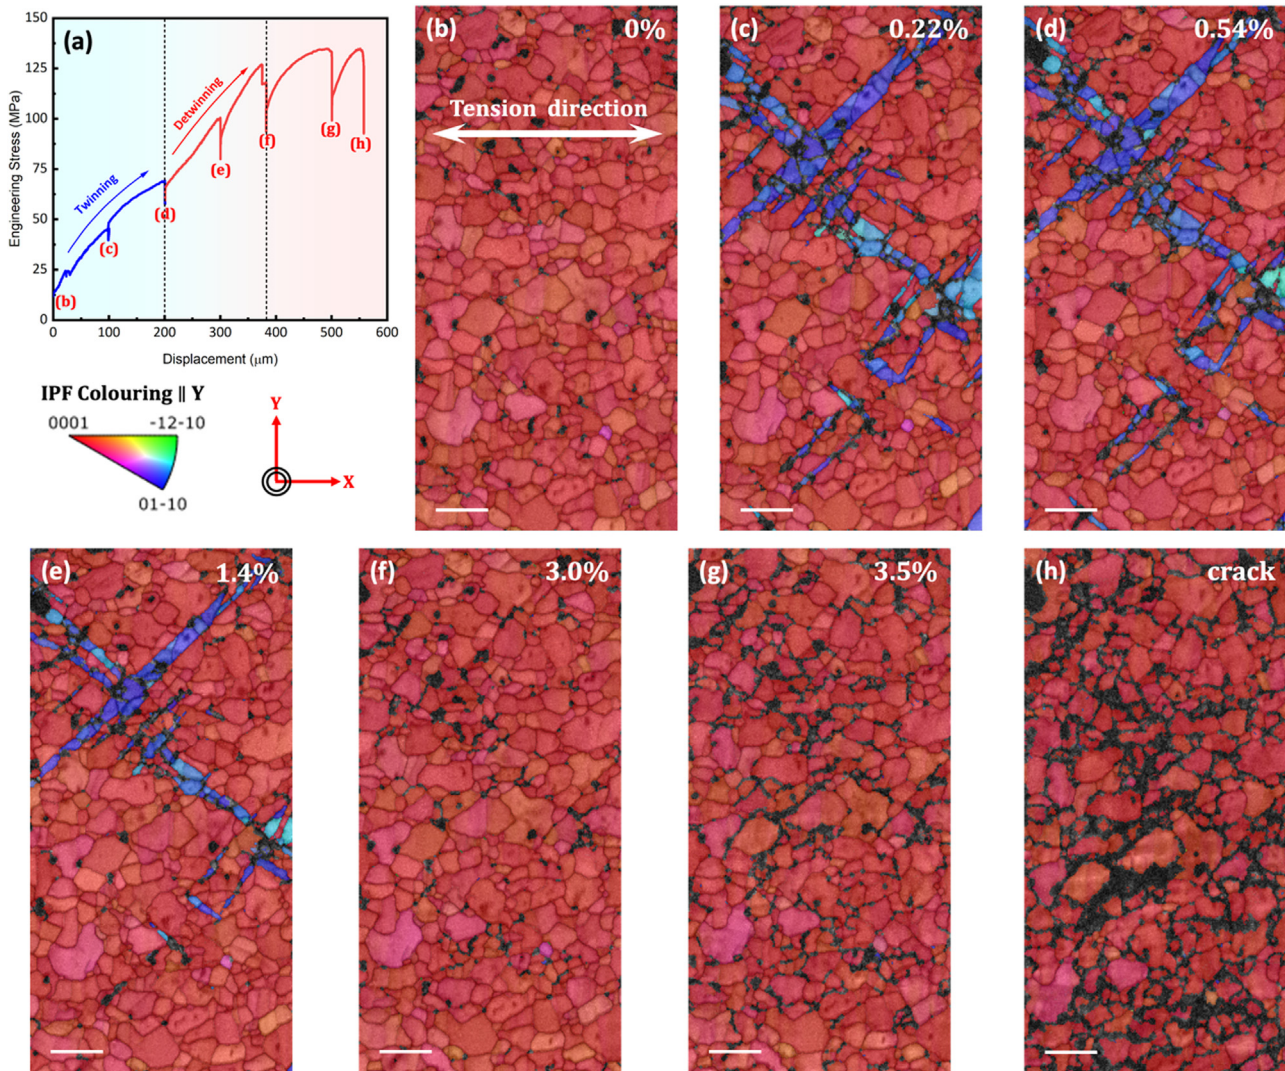 (a)
Engineering Stress (MPa)
150
125
100
75
50
25
0
0 100 200 300 400 500 600
Displacement (μm)
Twinning
Detwinning
(b)
(c)
(d)
(e)
(f)
(g)
(h)
IPF Colouring ∥ Y
0001 -12-10
01-10
Y
X
(b) 0%
Tension direction
(c) 0.22%
(d) 0.54%
(e) 1.4%
(f) 3.0%
(g) 3.5%
(h) crack